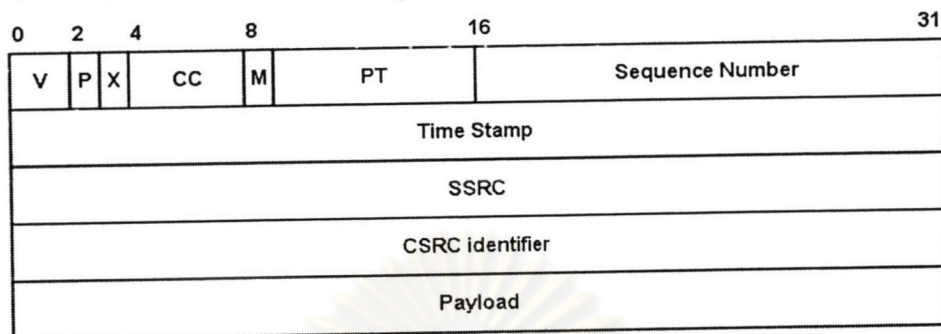 0 2 4 8 16 31
V P X CC M PT Sequence Number
Time Stamp
SSRC
CSRC identifier
Payload